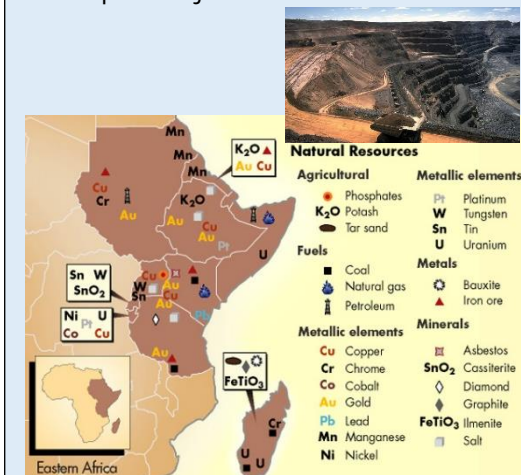 Mn
Mn
Mn
K₂O
Au Cu
Cu
Cr
Au
K₂O
Au
Cu
Au
Pt
U
Sn W
SnO₂
W
Sn
Cu
Au
Cu
Au
Pb
Ni U
Pt
Co Cu
Au
FeTiO₃
Cr
U
U
Eastern Africa
Natural Resources
Agricultural
Phosphates
K₂O Potash
Tar sand
Fuels
Coal
Natural gas
Petroleum
Metallic elements
Cu Copper
Cr Chrome
Co Cobalt
Au Gold
Pb Lead
Mn Manganese
Ni Nickel
Metallic elements
Pt Platinum
W Tungsten
Sn Tin
U Uranium
Metals
Bauxite
Iron ore
Minerals
Asbestos
SnO₂ Cassiterite
Diamond
Graphite
FeTiO₃ Ilmenite
Salt